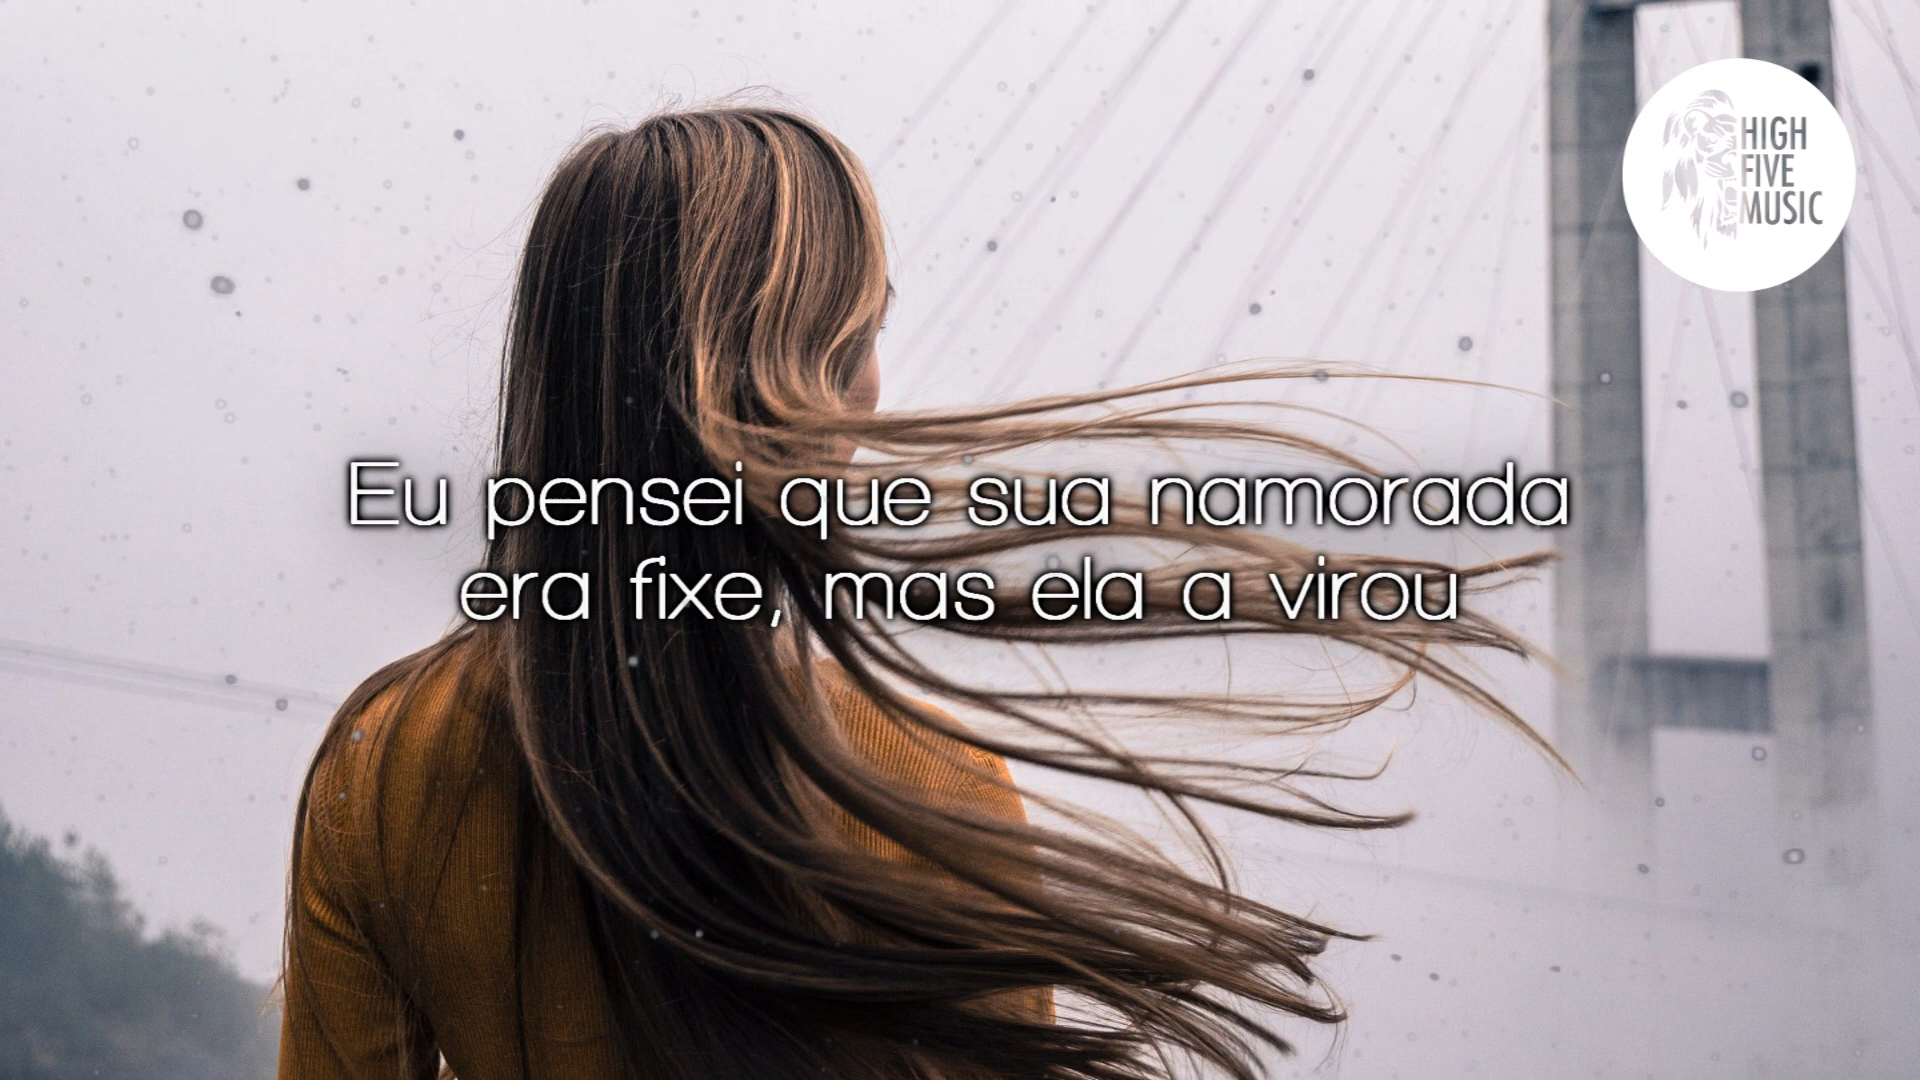 HIGH
FIVE
MUSIC
Eu pensei que sua namorada
era fixe, mas ela a virou